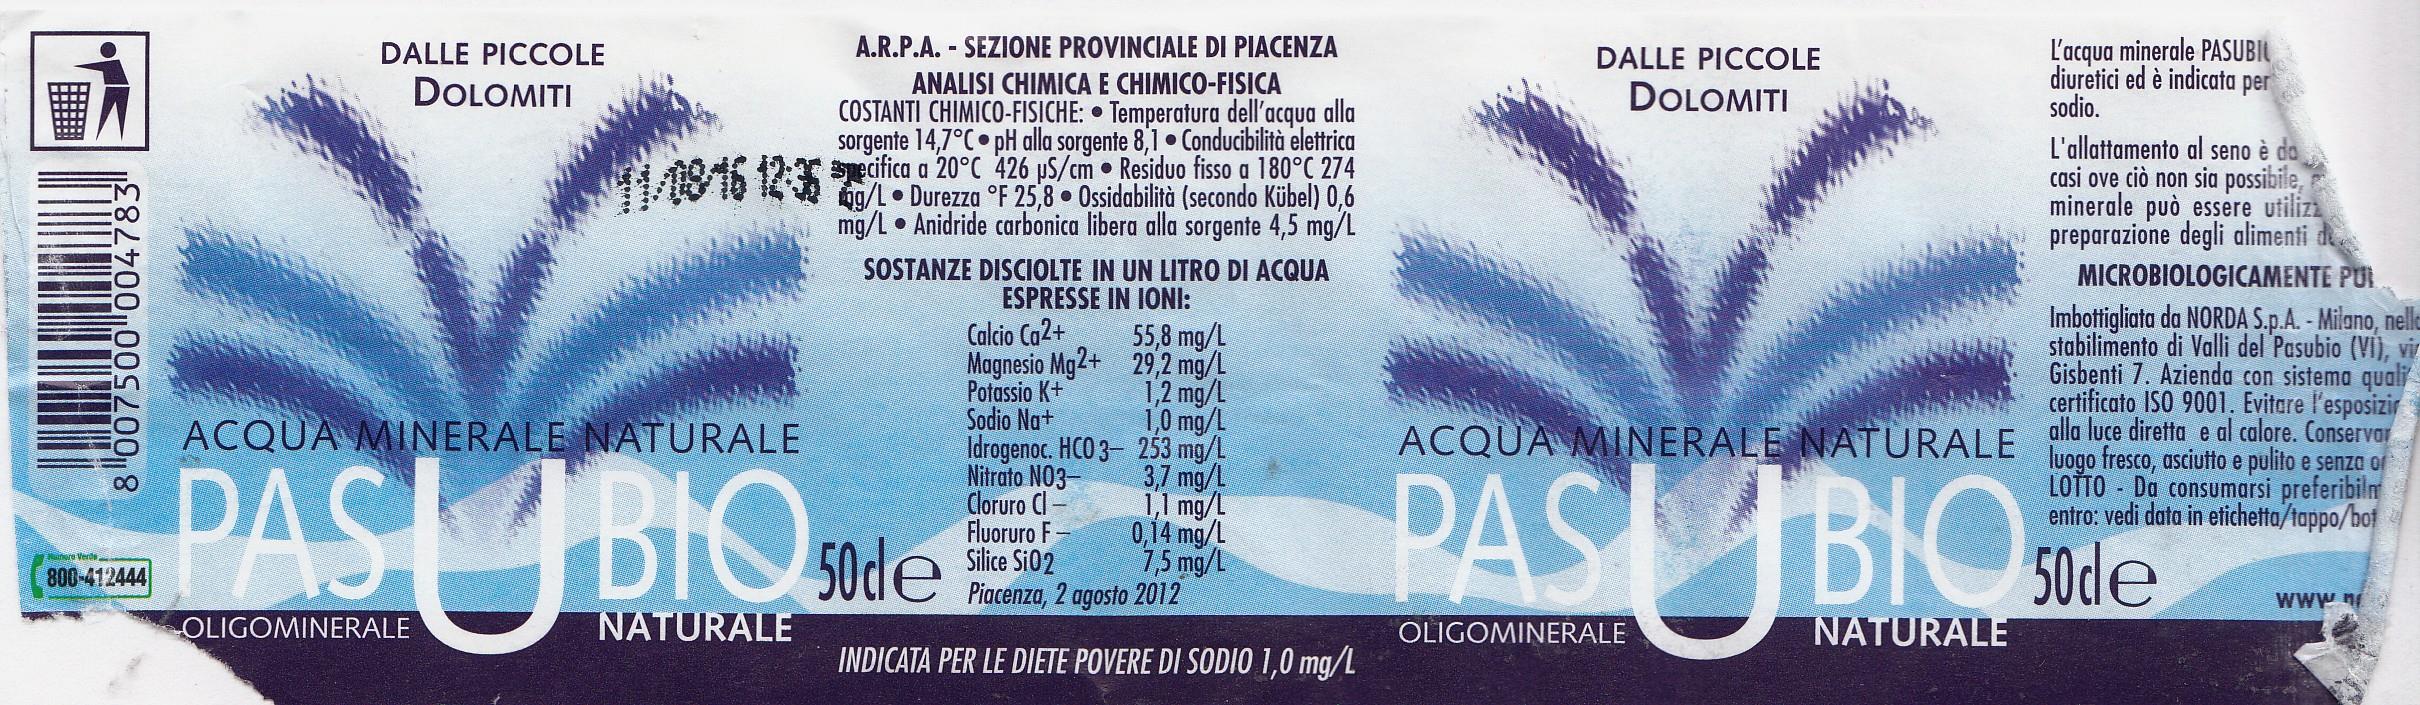 8 007500 004783
Numero Verde
800-412444
DALLE PICCOLE
DOLOMITI
11/08/16 12:36
ACQUA MINERALE NATURALE
PASUBIO
50cl e
OLIGOMINERALE
NATURALE
A.R.P.A. - SEZIONE PROVINCIALE DI PIACENZA
ANALISI CHIMICA E CHIMICO-FISICA
COSTANTI CHIMICO-FISICHE: • Temperatura dell'acqua alla
sorgente 14,7°C • pH alla sorgente 8,1 • Conducibilità elettrica
specifica a 20°C 426 µS/cm • Residuo fisso a 180°C 274
mg/L • Durezza °F 25,8 • Ossidabilità (secondo Kübel) 0,6
mg/L • Anidride carbonica libera alla sorgente 4,5 mg/L
SOSTANZE DISCIOLTE IN UN LITRO DI ACQUA
ESPRESSE IN IONI:
Calcio Ca2+ 55,8 mg/L
Magnesio Mg2+ 29,2 mg/L
Potassio K+ 1,2 mg/L
Sodio Na+ 1,0 mg/L
Idrogenoc. HCO3– 253 mg/L
Nitrato NO3– 3,7 mg/L
Cloruro Cl – 1,1 mg/L
Fluoruro F – 0,14 mg/L
Silice SiO2 7,5 mg/L
Piacenza, 2 agosto 2012
INDICATA PER LE DIETE POVERE DI SODIO 1,0 mg/L
DALLE PICCOLE
DOLOMITI
ACQUA MINERALE NATURALE
PASUBIO
50cl e
OLIGOMINERALE
NATURALE
L'acqua minerale
diuretici ed è indicata per
sodio.
L'allattamento al seno è
casi ove ciò non sia possibile,
minerale può essere
preparazione degli alimenti
MICROBIOLOGICAMENTE
Imbottigliata da NORDA S.p.A. - Milano,
stabilimento di Valli del Pasubio (VI),
Gisbenti 7. Azienda con sistema
certificato ISO 9001. Evitare
alla luce diretta e al calore.
luogo fresco, asciutto e pulito e senza
LOTTO - Da consumarsi
entro: vedi data in etichetta/tappo/